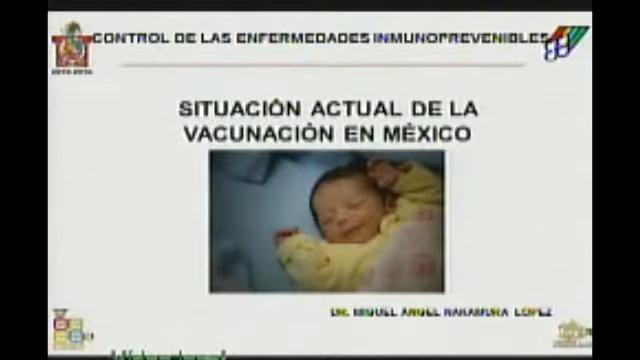 CONTROL DE LAS ENFERMEDADES INMUNOPREVENIBLES
SITUACIÓN ACTUAL DE LA
VACUNACIÓN EN MÉXICO
DR. MIGUEL ÁNGEL NAKAMURA LÓPEZ